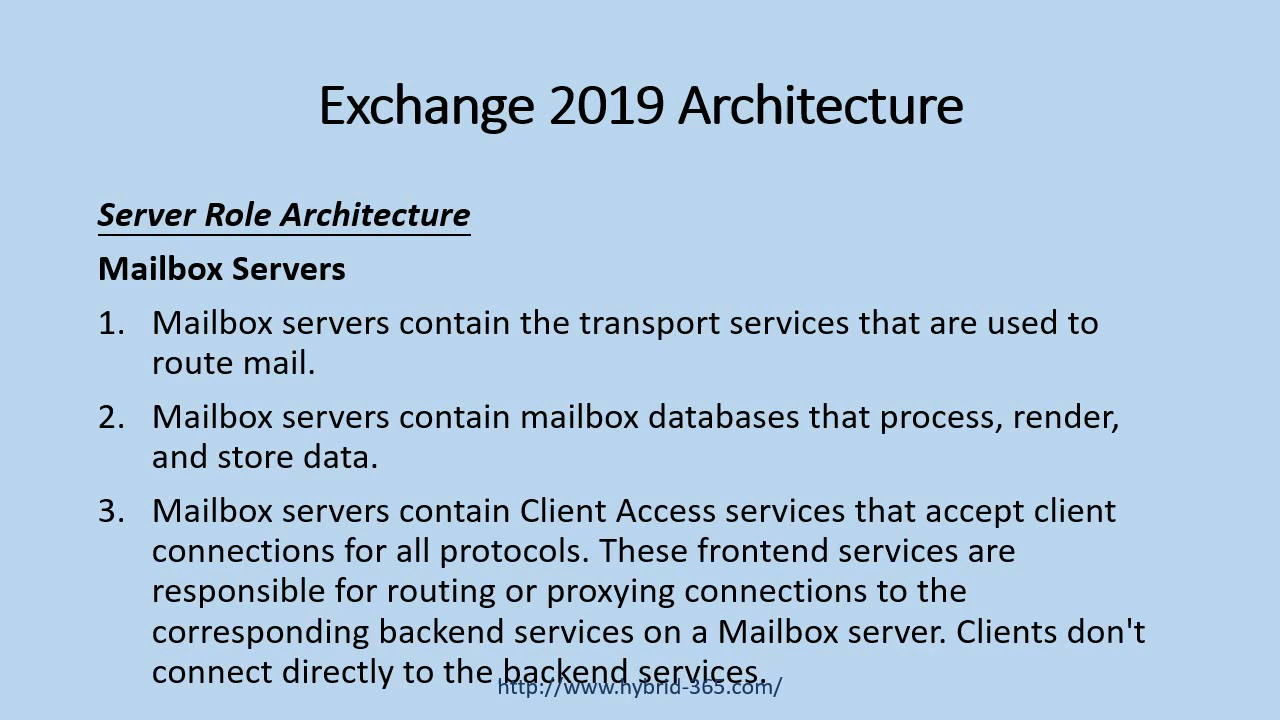 Exchange 2019 Architecture
Server Role Architecture
Mailbox Servers
1. Mailbox servers contain the transport services that are used to
route mail.
2. Mailbox servers contain mailbox databases that process, render,
and store data.
3. Mailbox servers contain Client Access services that accept client
connections for all protocols. These frontend services are
responsible for routing or proxying connections to the
corresponding backend services on a Mailbox server. Clients don't
connect directly to the backend services.
http://www.hybrid-365.com/